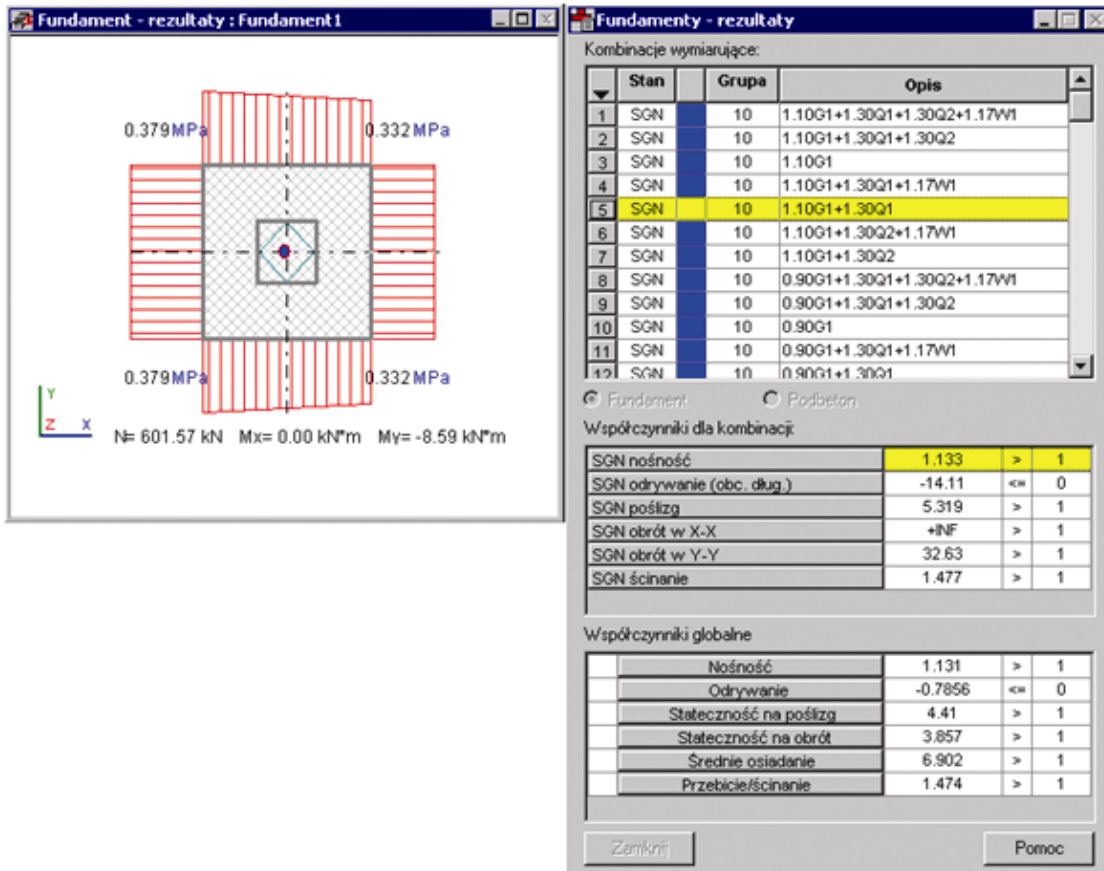 Fundament - rezultaty : Fundament1
0.379MPa 0.332 MPa
0.379MPa 0.332 MPa
Y
Z X
N= 601.57 kN Mx= 0.00 kN*m My= -8.59 kN*m
Fundamenty - rezultaty
Kombinacje wymiarujące:
Stan Grupa Opis
1 SGN 10 1.10G1+1.30Q1+1.30Q2+1.17W1
2 SGN 10 1.10G1+1.30Q1+1.30Q2
3 SGN 10 1.10G1
4 SGN 10 1.10G1+1.30Q1+1.17W1
5 SGN 10 1.10G1+1.30Q1
6 SGN 10 1.10G1+1.30Q2+1.17W1
7 SGN 10 1.10G1+1.30Q2
8 SGN 10 0.90G1+1.30Q1+1.30Q2+1.17W1
9 SGN 10 0.90G1+1.30Q1+1.30Q2
10 SGN 10 0.90G1
11 SGN 10 0.90G1+1.30Q1+1.17W1
12 SGN 10 0.90G1+1.30Q1
Fundament Podbeton
Współczynniki dla kombinacji:
SGN nośność 1.133 > 1
SGN odrywanie (obc. dług.) -14.11 <= 0
SGN poślizg 5.319 > 1
SGN obrót w X-X +INF > 1
SGN obrót w Y-Y 32.63 > 1
SGN ścinanie 1.477 > 1
Współczynniki globalne
Nośność 1.131 > 1
Odrywanie -0.7856 <= 0
Stateczność na poślizg 4.41 > 1
Stateczność na obrót 3.857 > 1
Średnie osiadanie 6.902 > 1
Przebicie/ścinanie 1.474 > 1
Zamknij Pomoc